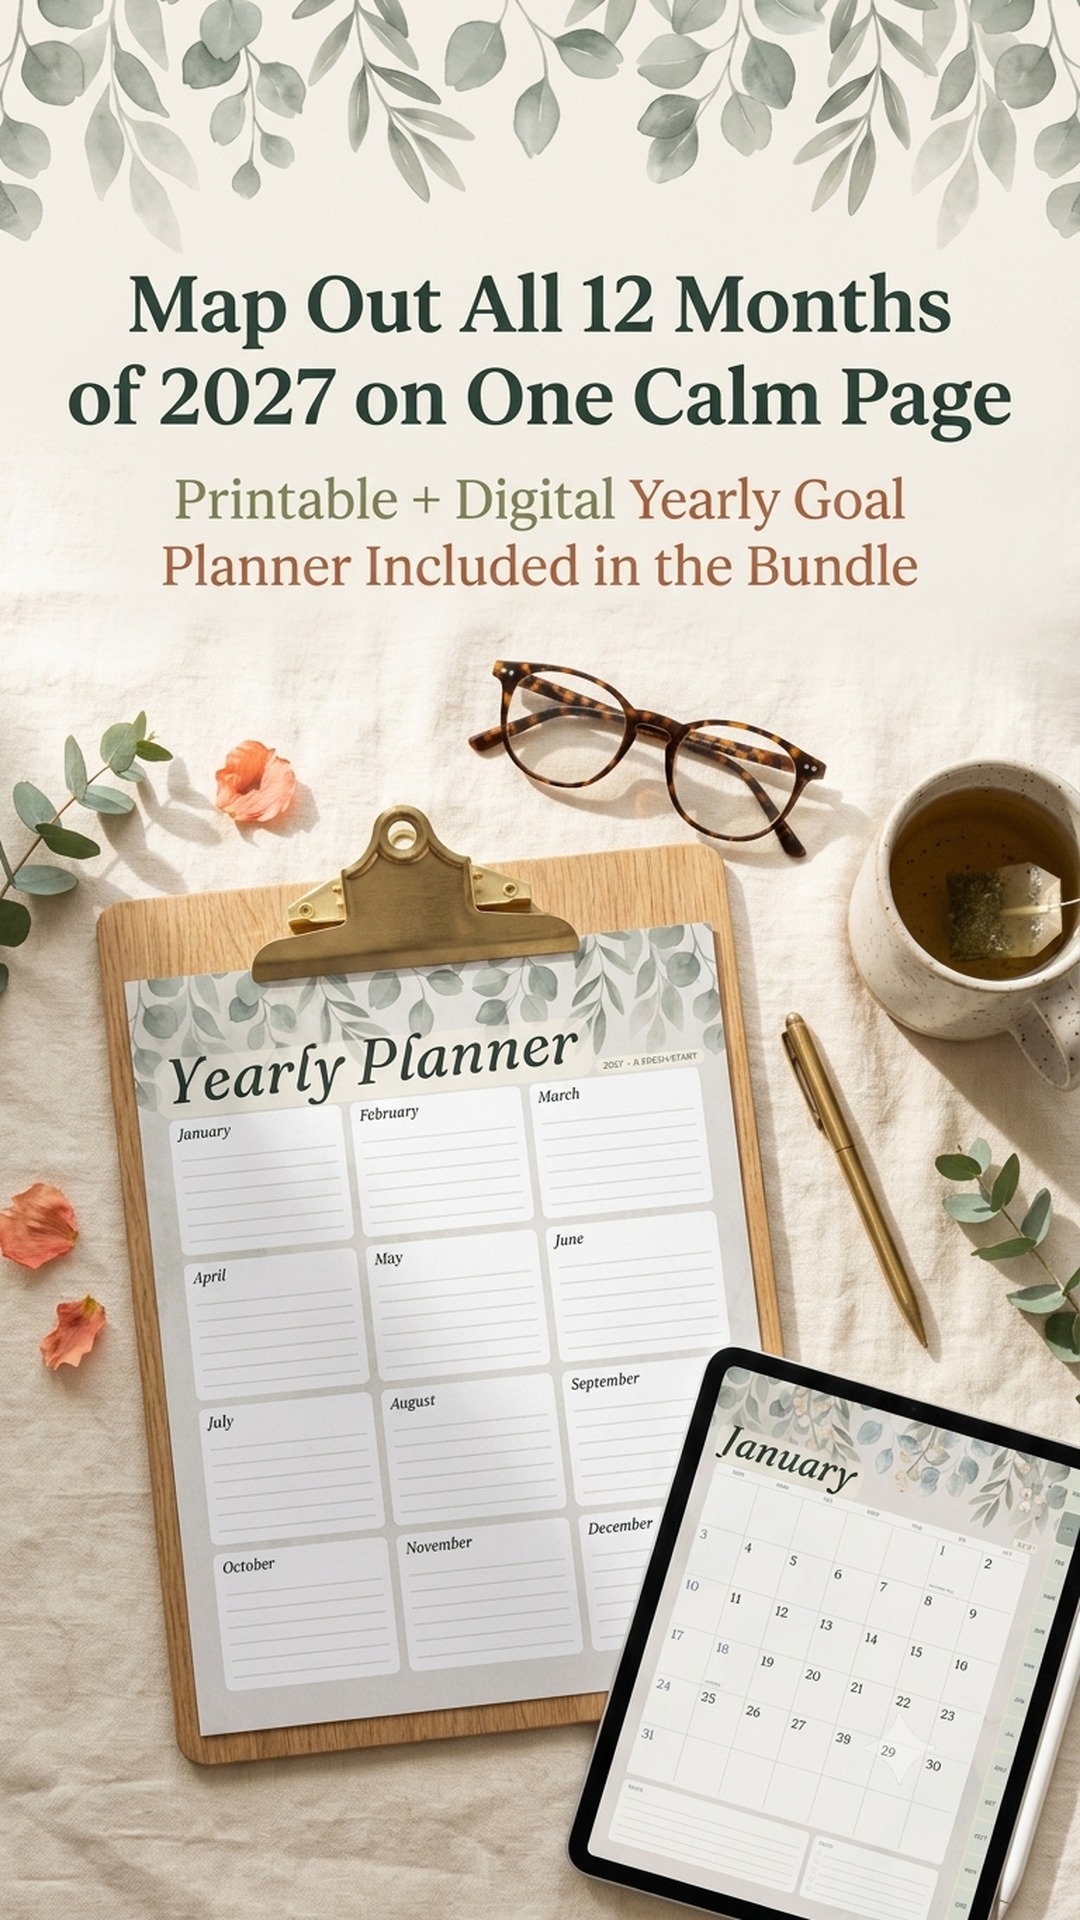 Map Out All 12 Months
of 2027 on One Calm Page
Printable + Digital Yearly Goal
Planner Included in the Bundle
Yearly Planner
January
February
March
April
May
June
July
August
September
October
November
December
January
1 2
3 4 5 6 7 8 9
10 11 12 13 14 15 16
17 18 19 20 21 22 23
24 25 26 27 39 29 30
31